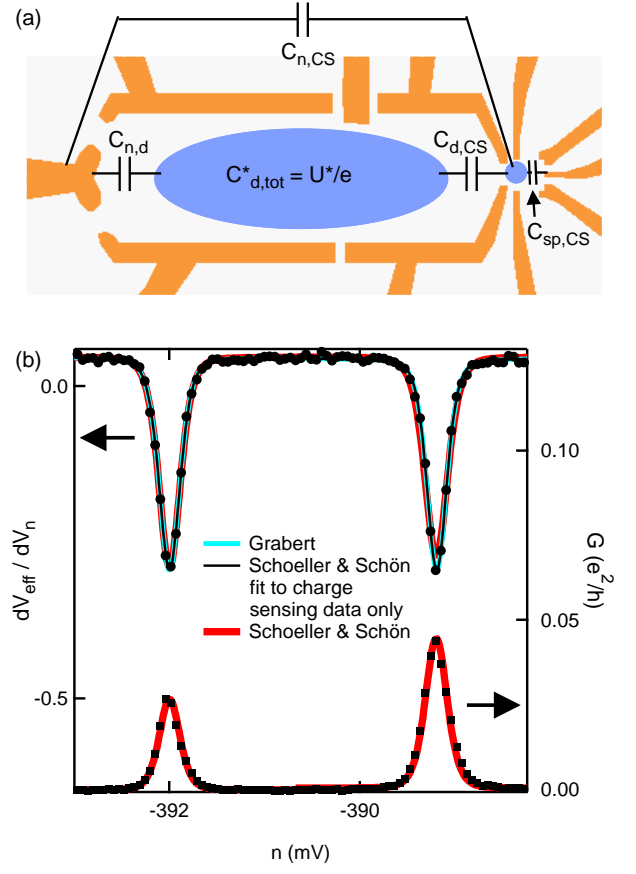 (a)
C_{n,CS}
C_{n,d}
C_{d,CS}
C^*_{d,tot} = U^*/e
C_{sp,CS}
(b)
0.0
-0.5
dV_{eff} / dV_n
0.10
0.05
0.00
G (e^2/h)
Grabert
Schoeller & Schön
fit to charge
sensing data only
Schoeller & Schön
-392
-390
n (mV)